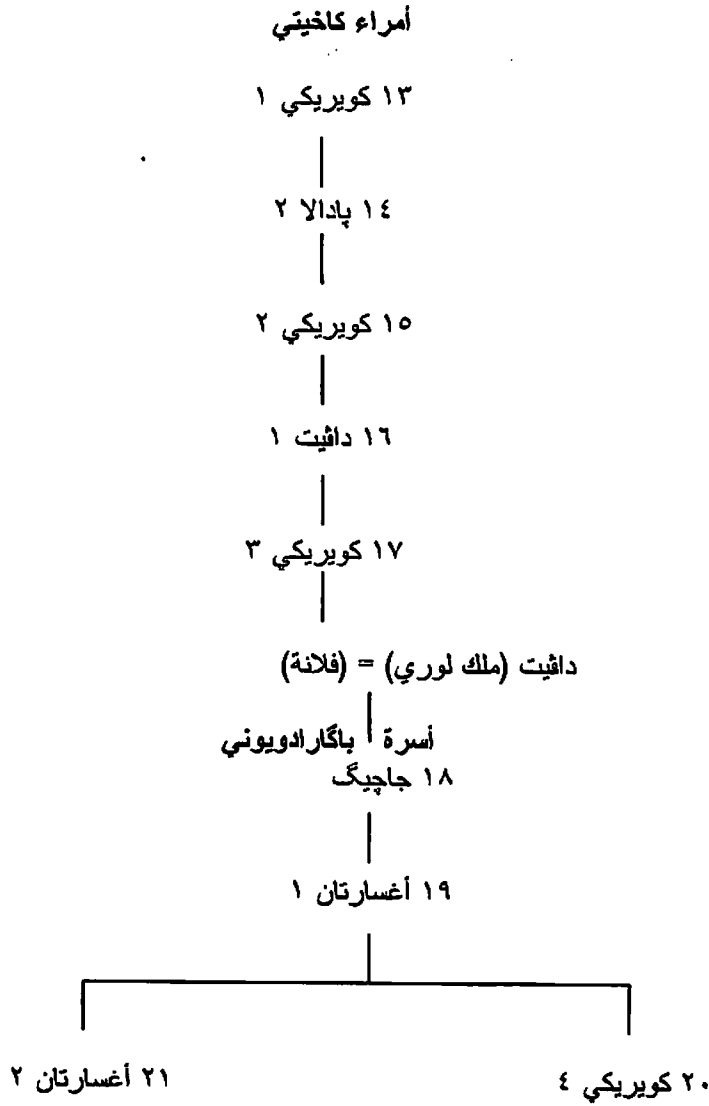 أمراء كاخيتي
١٣ كويريكي ١
١٤ پادالا ٢
١٥ كويريكي ٢
١٦ داڤيت ١
١٧ كويريكي ٣
داڤيت (ملك لوري) = (فلانة)
أسرة باگارادويوني
١٨ جاچيگ
١٩ أغسارتان ١
٢٠ كويريكي ٤
٢١ أغسارتان ٢